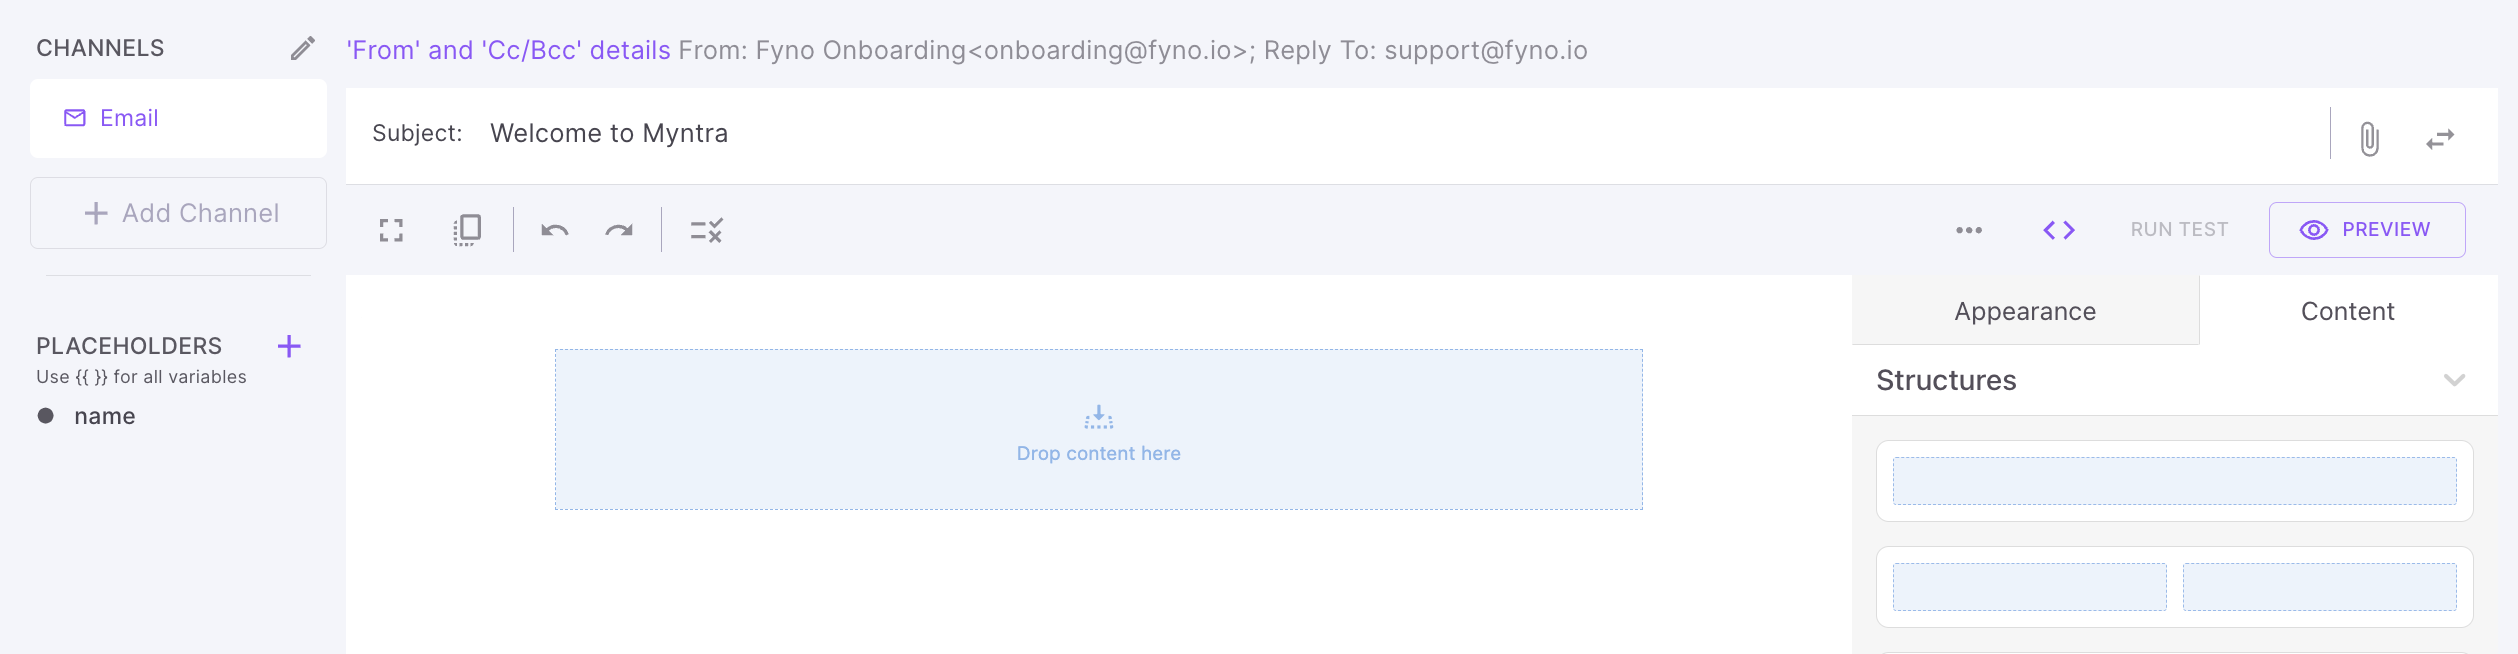 CHANNELS
Email
Add Channel
PLACEHOLDERS
Use {{ }} for all variables
name
'From' and 'Cc/Bcc' details From: Fyno Onboarding<onboarding@fyno.io>; Reply To: support@fyno.io
Subject: Welcome to Myntra
RUN TEST PREVIEW
Drop content here
Appearance Content
Structures